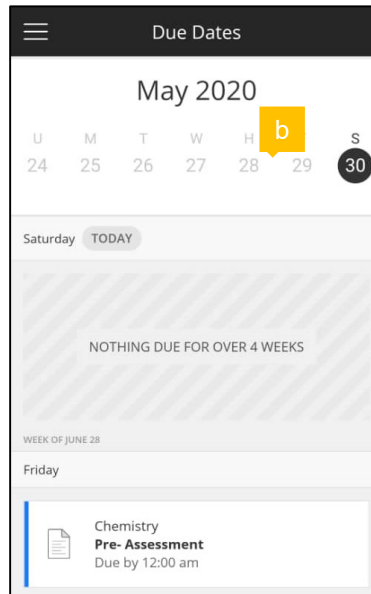 Due Dates
May 2020
U M T W H b S
24 25 26 27 28 29 30
Saturday TODAY
NOTHING DUE FOR OVER 4 WEEKS
WEEK OF JUNE 28
Friday
Chemistry
Pre- Assessment
Due by 12:00 am